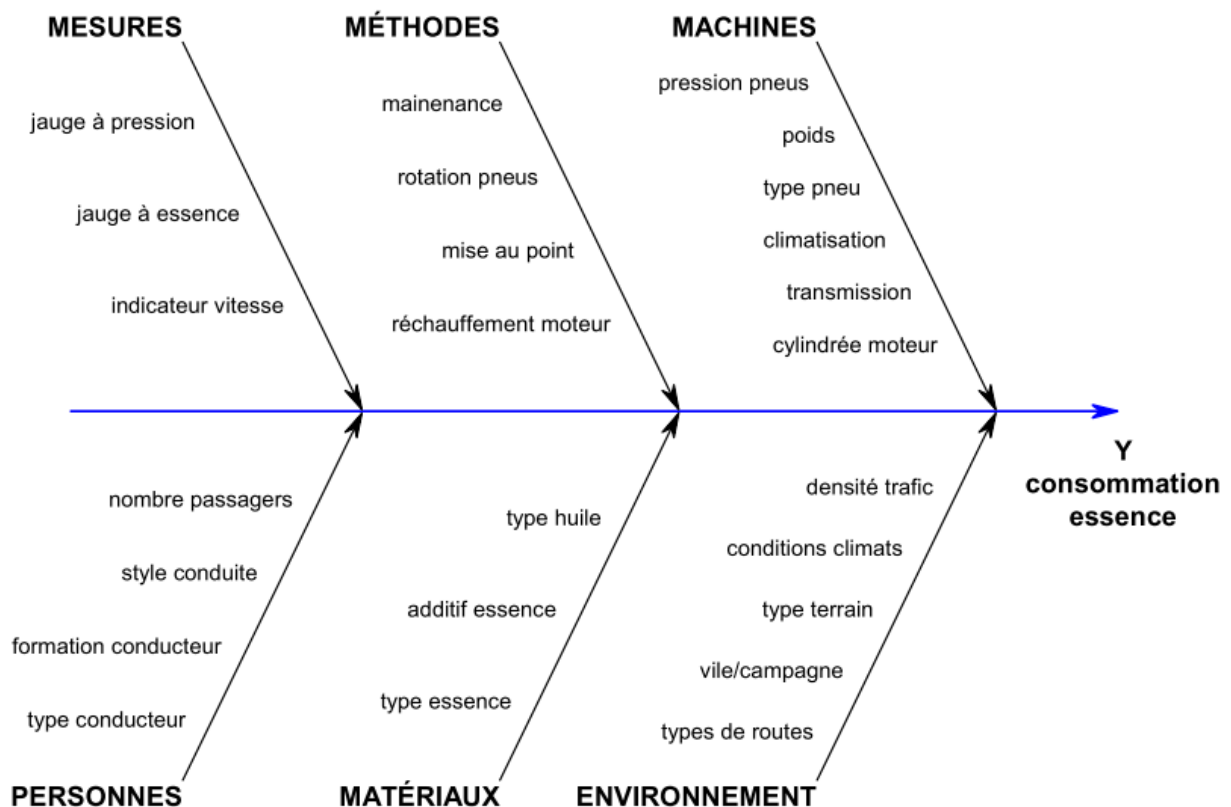 MESURES
MÉTHODES
MACHINES
jauge à pression
jauge à essence
indicateur vitesse
mainenance
rotation pneus
mise au point
réchauffement moteur
pression pneus
poids
type pneu
climatisation
transmission
cylindrée moteur
Y
consommation
essence
nombre passagers
style conduite
formation conducteur
type conducteur
type huile
additif essence
type essence
densité trafic
conditions climats
type terrain
vile/campagne
types de routes
PERSONNES
MATÉRIAUX
ENVIRONNEMENT